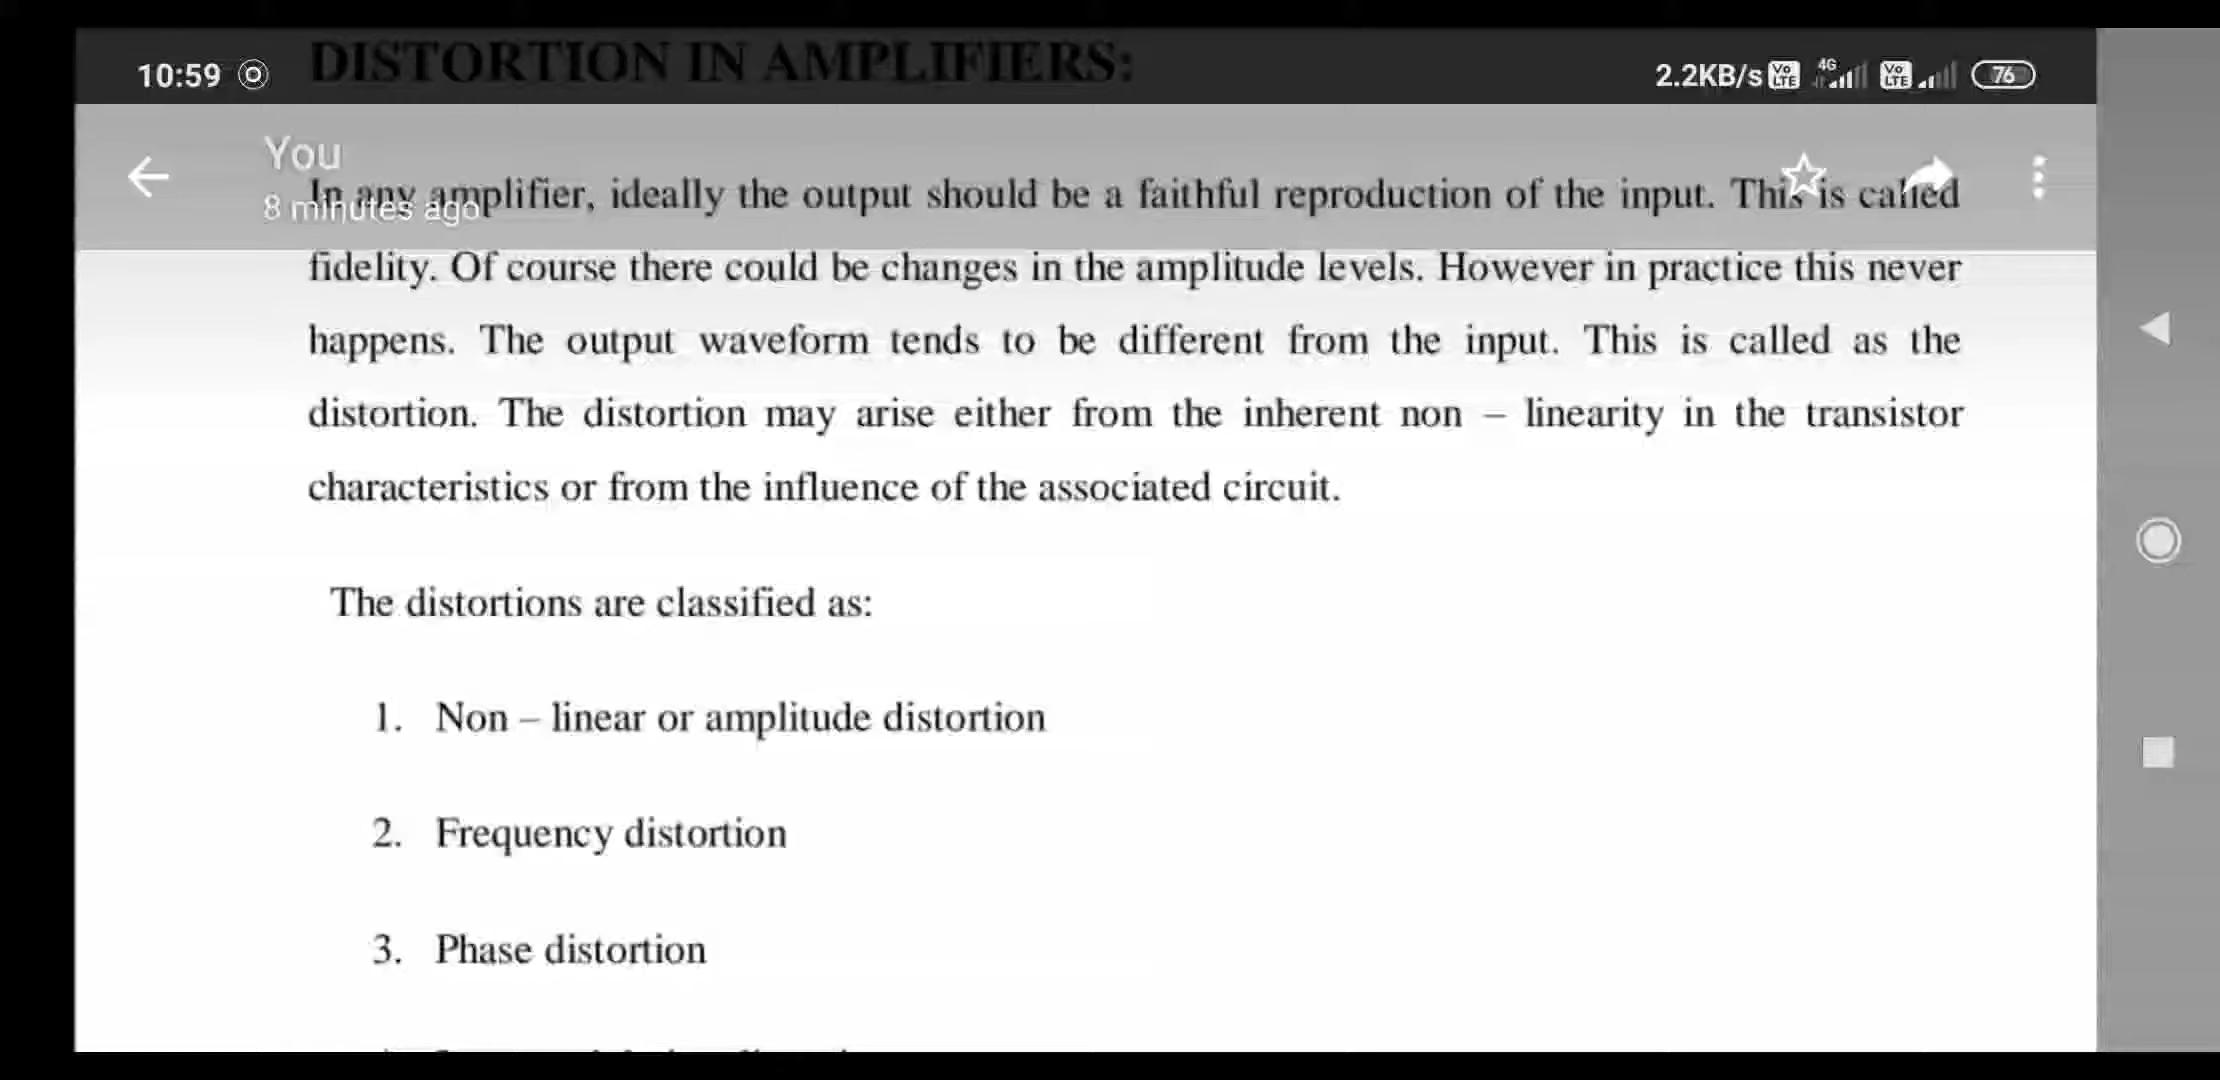 DISTORTION IN AMPLIFIERS:
10:59
2.2KB/s Vo LTE 4G Vo LTE 76
You
8 minutes ago
In any amplifier, ideally the output should be a faithful reproduction of the input. This is called
fidelity. Of course there could be changes in the amplitude levels. However in practice this never
happens. The output waveform tends to be different from the input. This is called as the
distortion. The distortion may arise either from the inherent non – linearity in the transistor
characteristics or from the influence of the associated circuit.
The distortions are classified as:
1. Non – linear or amplitude distortion
2. Frequency distortion
3. Phase distortion